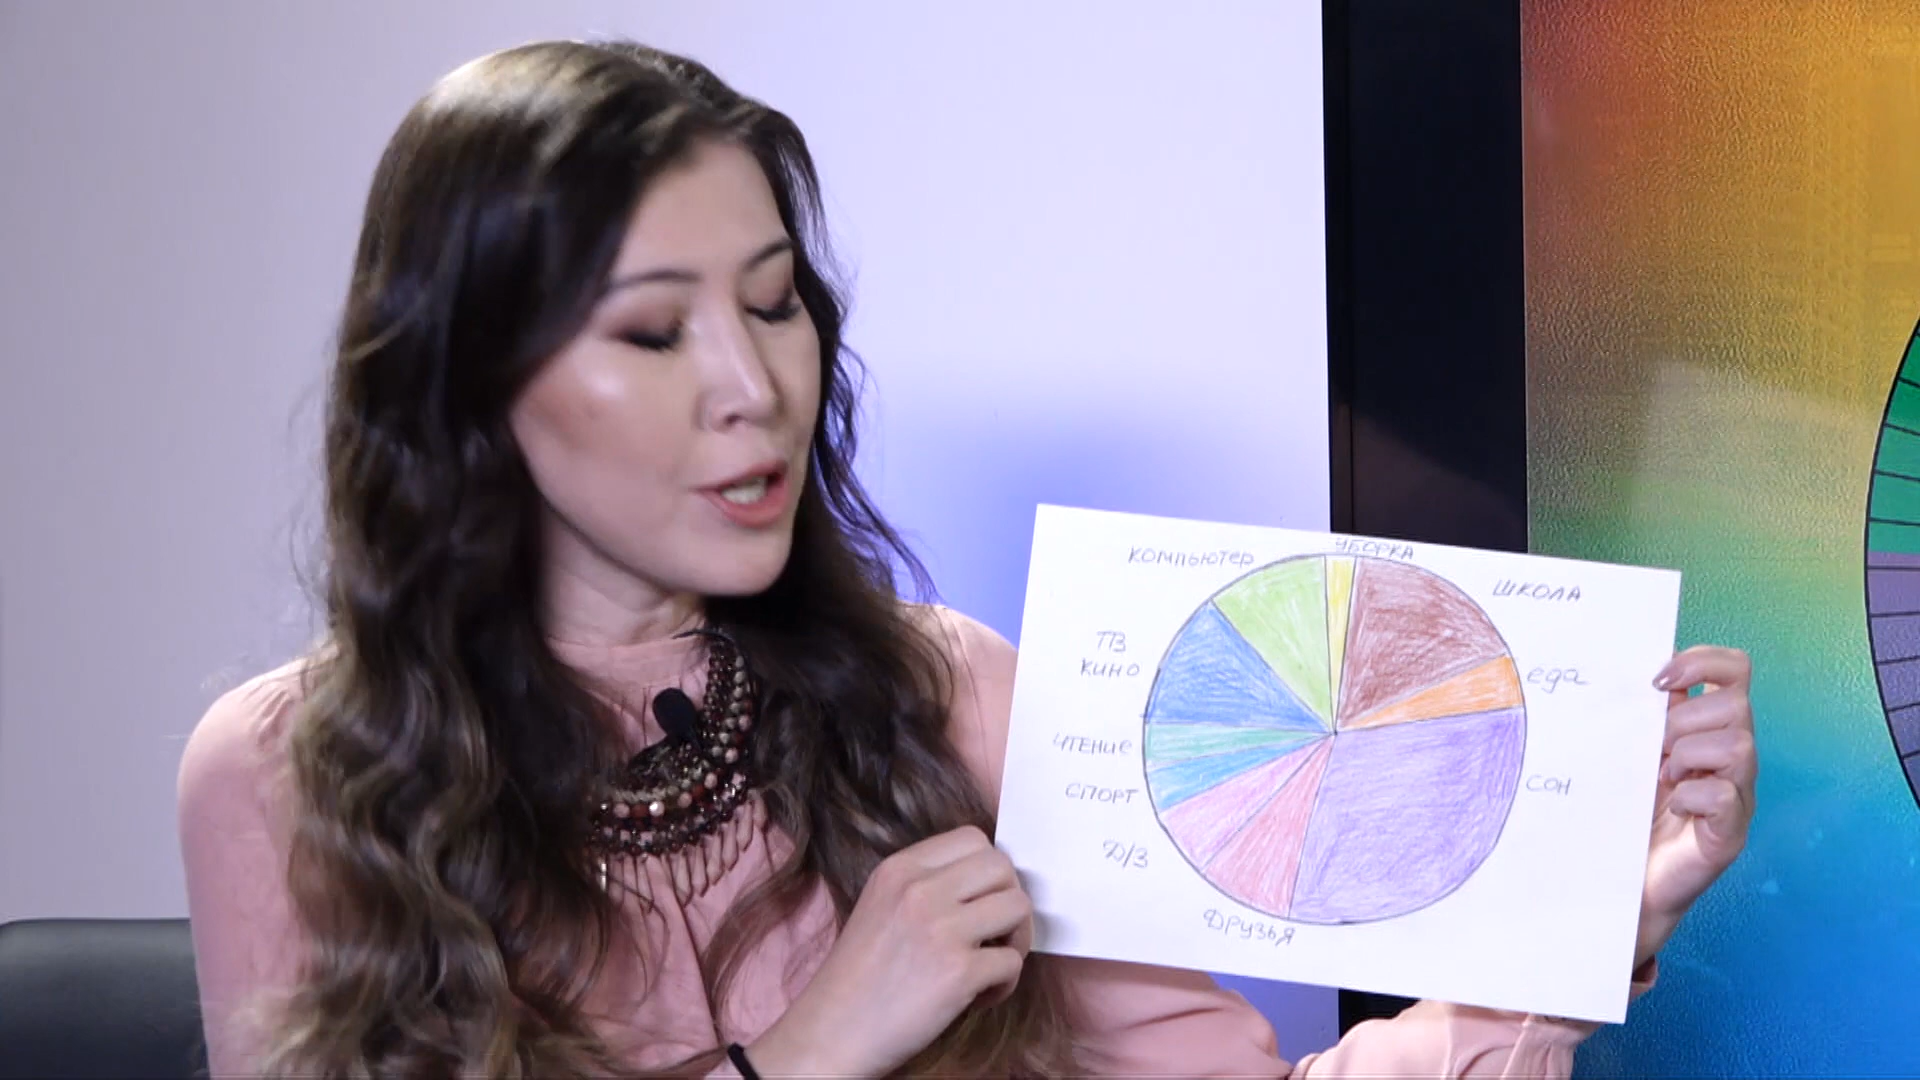 уборка
компьютер
школа
ТВ
кино
еда
чтение
сон
спорт
Д/З
Друзья